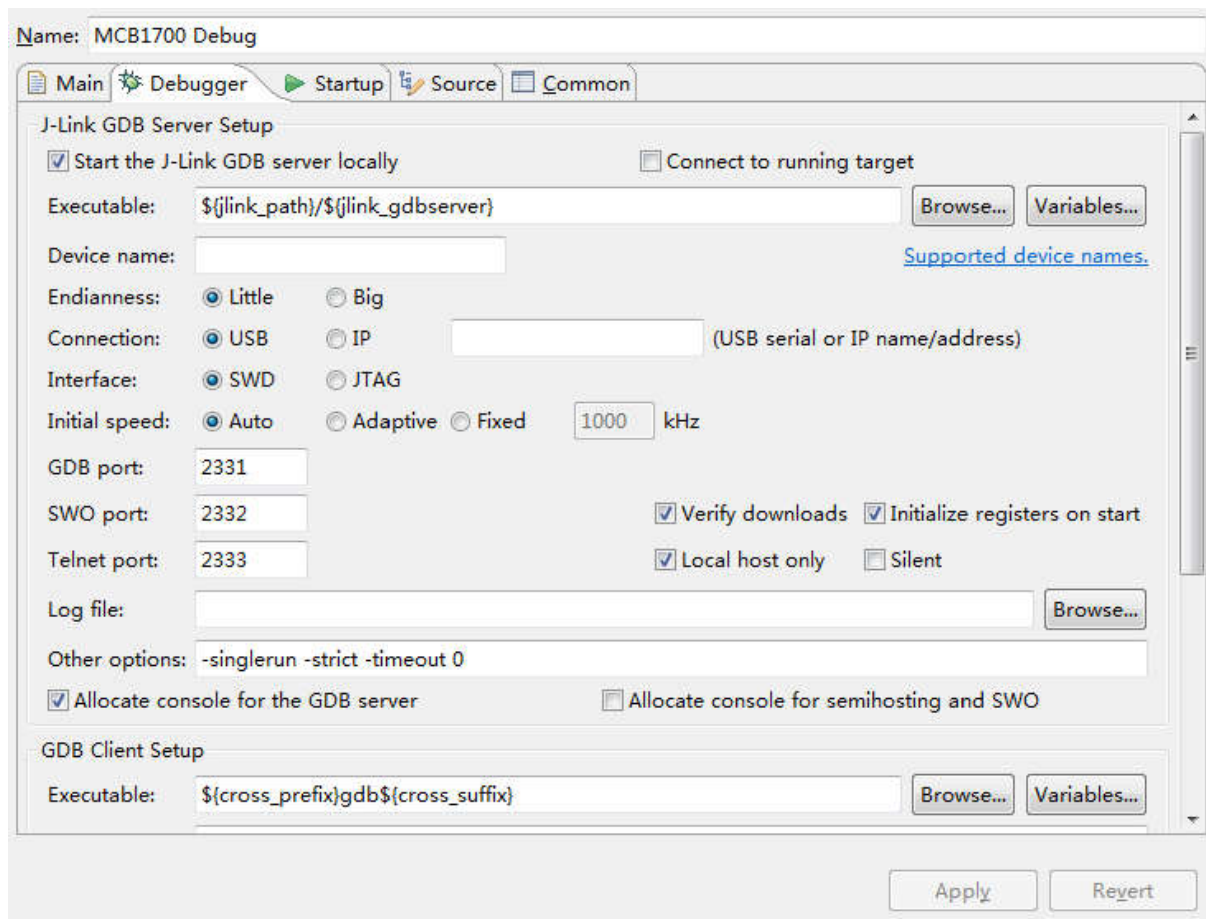 Name: MCB1700 Debug
Main Debugger Startup Source Common
J-Link GDB Server Setup
Start the J-Link GDB server locally Connect to running target
Executable: ${jlink_path}/${jlink_gdbserver} Browse... Variables...
Device name: Supported device names.
Endianness: Little Big
Connection: USB IP (USB serial or IP name/address)
Interface: SWD JTAG
Initial speed: Auto Adaptive Fixed 1000 kHz
GDB port: 2331
SWO port: 2332 Verify downloads Initialize registers on start
Telnet port: 2333 Local host only Silent
Log file: Browse...
Other options: -singlerun -strict -timeout 0
Allocate console for the GDB server Allocate console for semihosting and SWO
GDB Client Setup
Executable: ${cross_prefix}gdb${cross_suffix} Browse... Variables...
Apply Revert